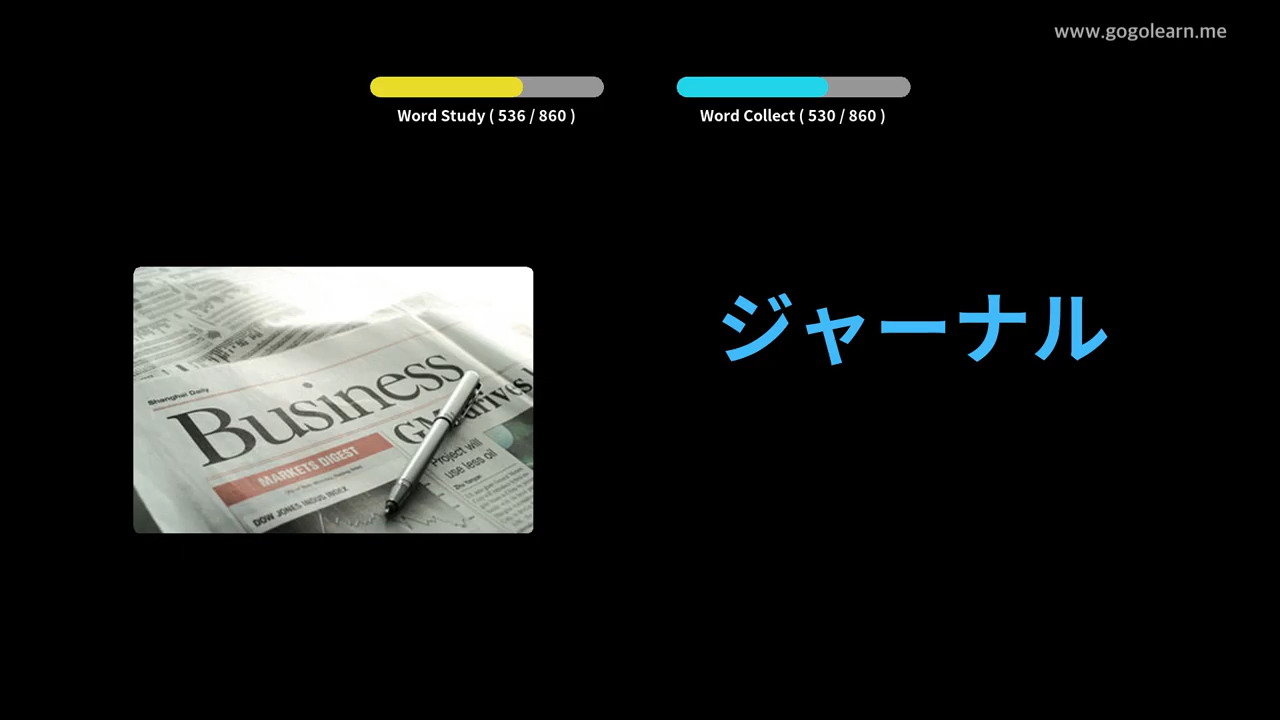 www.gogolearn.me
Word Study ( 536 / 860 )
Word Collect ( 530 / 860 )
ジャーナル
Shanghai Daily
Business
MARKETS DIGEST
DOW JONES INDUS INDEX
GM
Project will
use less oil